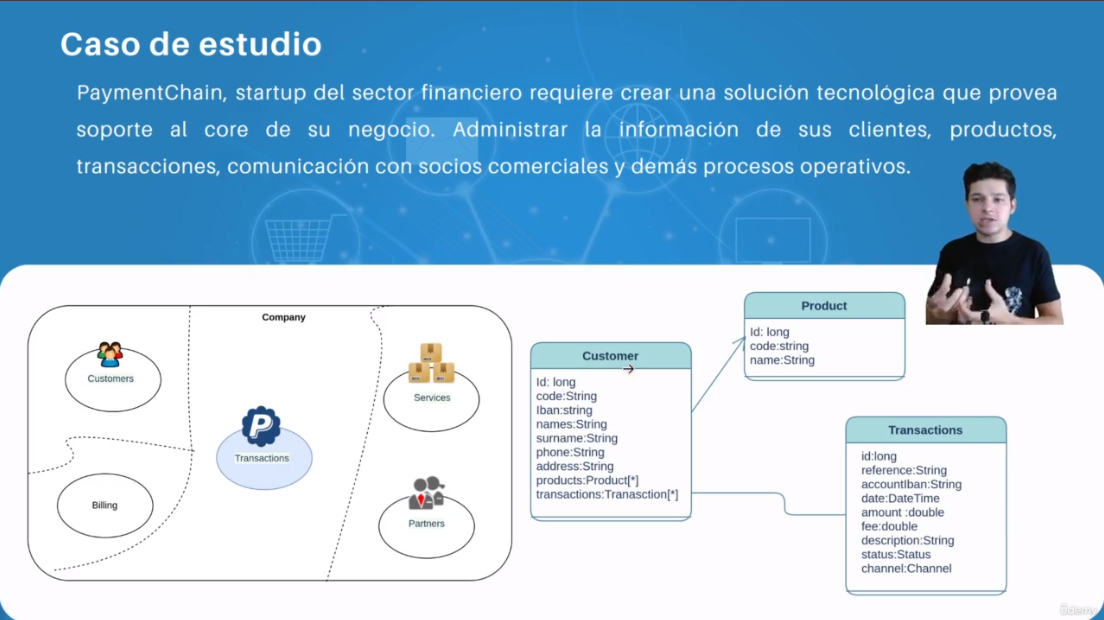 Caso de estudio
PaymentChain, startup del sector financiero requiere crear una solución tecnológica que provea
soporte al core de su negocio. Administrar la información de sus clientes, productos,
transacciones, comunicación con socios comerciales y demás procesos operativos.
Company
Customers
Services
P
Transactions
Billing
Partners
Customer
Id: long
code:String
Iban:string
names:String
surname:String
phone:String
address:String
products:Product[*]
transactions:Tranasction[*]
Product
Id: long
code:string
name:String
Transactions
id:long
reference:String
accountIban:String
date:DateTime
amount :double
fee:double
description:String
status:Status
channel:Channel
ûdemy